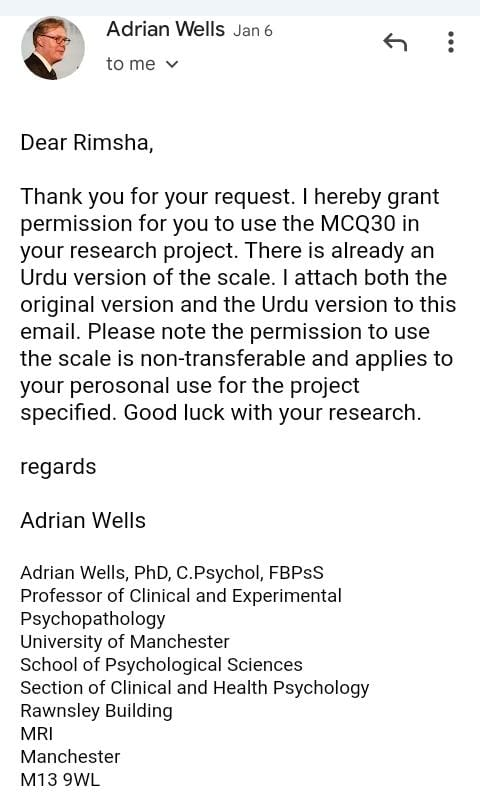 Adrian Wells Jan 6
to me
Dear Rimsha,
Thank you for your request. I hereby grant
permission for you to use the MCQ30 in
your research project. There is already an
Urdu version of the scale. I attach both the
original version and the Urdu version to this
email. Please note the permission to use
the scale is non-transferable and applies to
your perosonal use for the project
specified. Good luck with your research.
regards
Adrian Wells
Adrian Wells, PhD, C.Psychol, FBPsS
Professor of Clinical and Experimental
Psychopathology
University of Manchester
School of Psychological Sciences
Section of Clinical and Health Psychology
Rawnsley Building
MRI
Manchester
M13 9WL